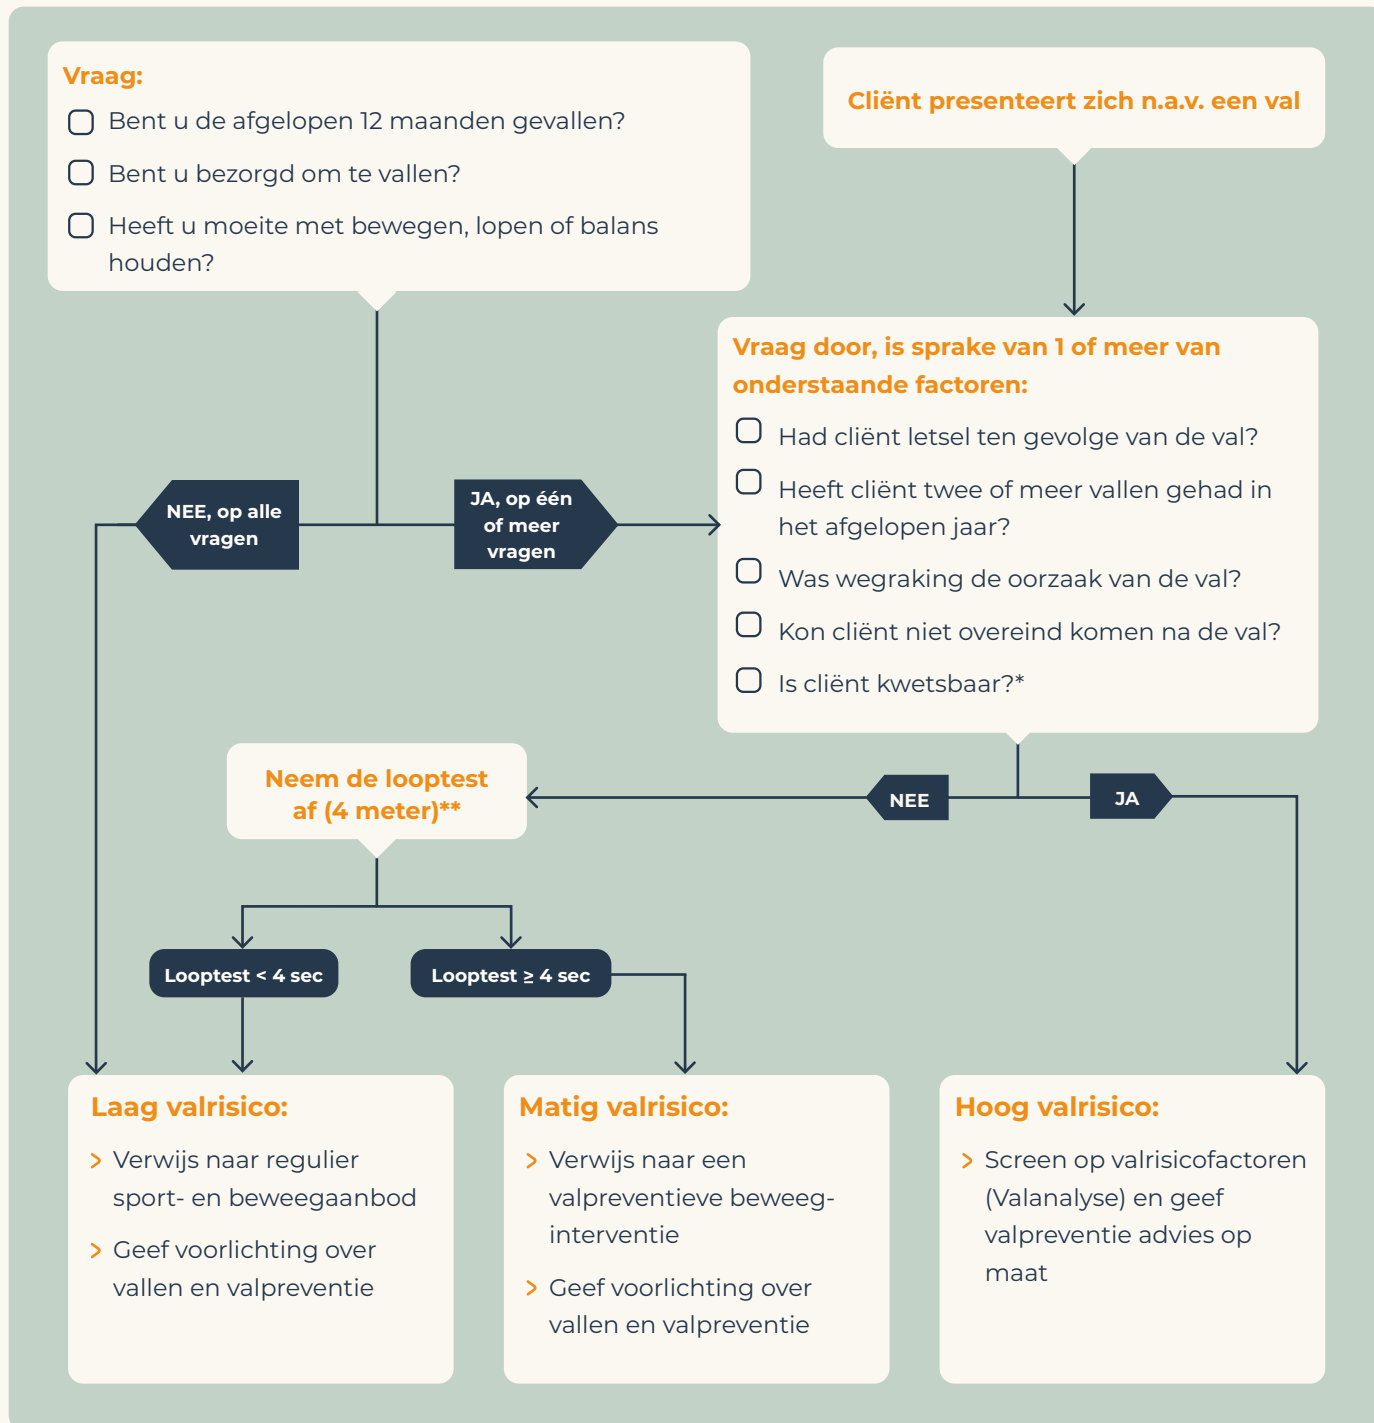 Vraag:
Bent u de afgelopen 12 maanden gevallen?
Bent u bezorgd om te vallen?
Heeft u moeite met bewegen, lopen of balans
houden?
Cliënt presenteert zich n.a.v. een val
Vraag door, is sprake van 1 of meer van
onderstaande factoren:
Had cliënt letsel ten gevolge van de val?
Heeft cliënt twee of meer vallen gehad in
het afgelopen jaar?
Was wegraking de oorzaak van de val?
Kon cliënt niet overeind komen na de val?
Is cliënt kwetsbaar?*
NEE, op alle
vragen
JA, op één
of meer
vragen
NEE
JA
Neem de looptest
af (4 meter)**
Looptest < 4 sec
Looptest ≥ 4 sec
Laag valrisico:
> Verwijs naar regulier
sport- en beweegaanbod
> Geef voorlichting over
vallen en valpreventie
Matig valrisico:
> Verwijs naar een
valpreventieve beweeg-
interventie
> Geef voorlichting over
vallen en valpreventie
Hoog valrisico:
> Screen op valrisicofactoren
(Valanalyse) en geef
valpreventie advies op
maat